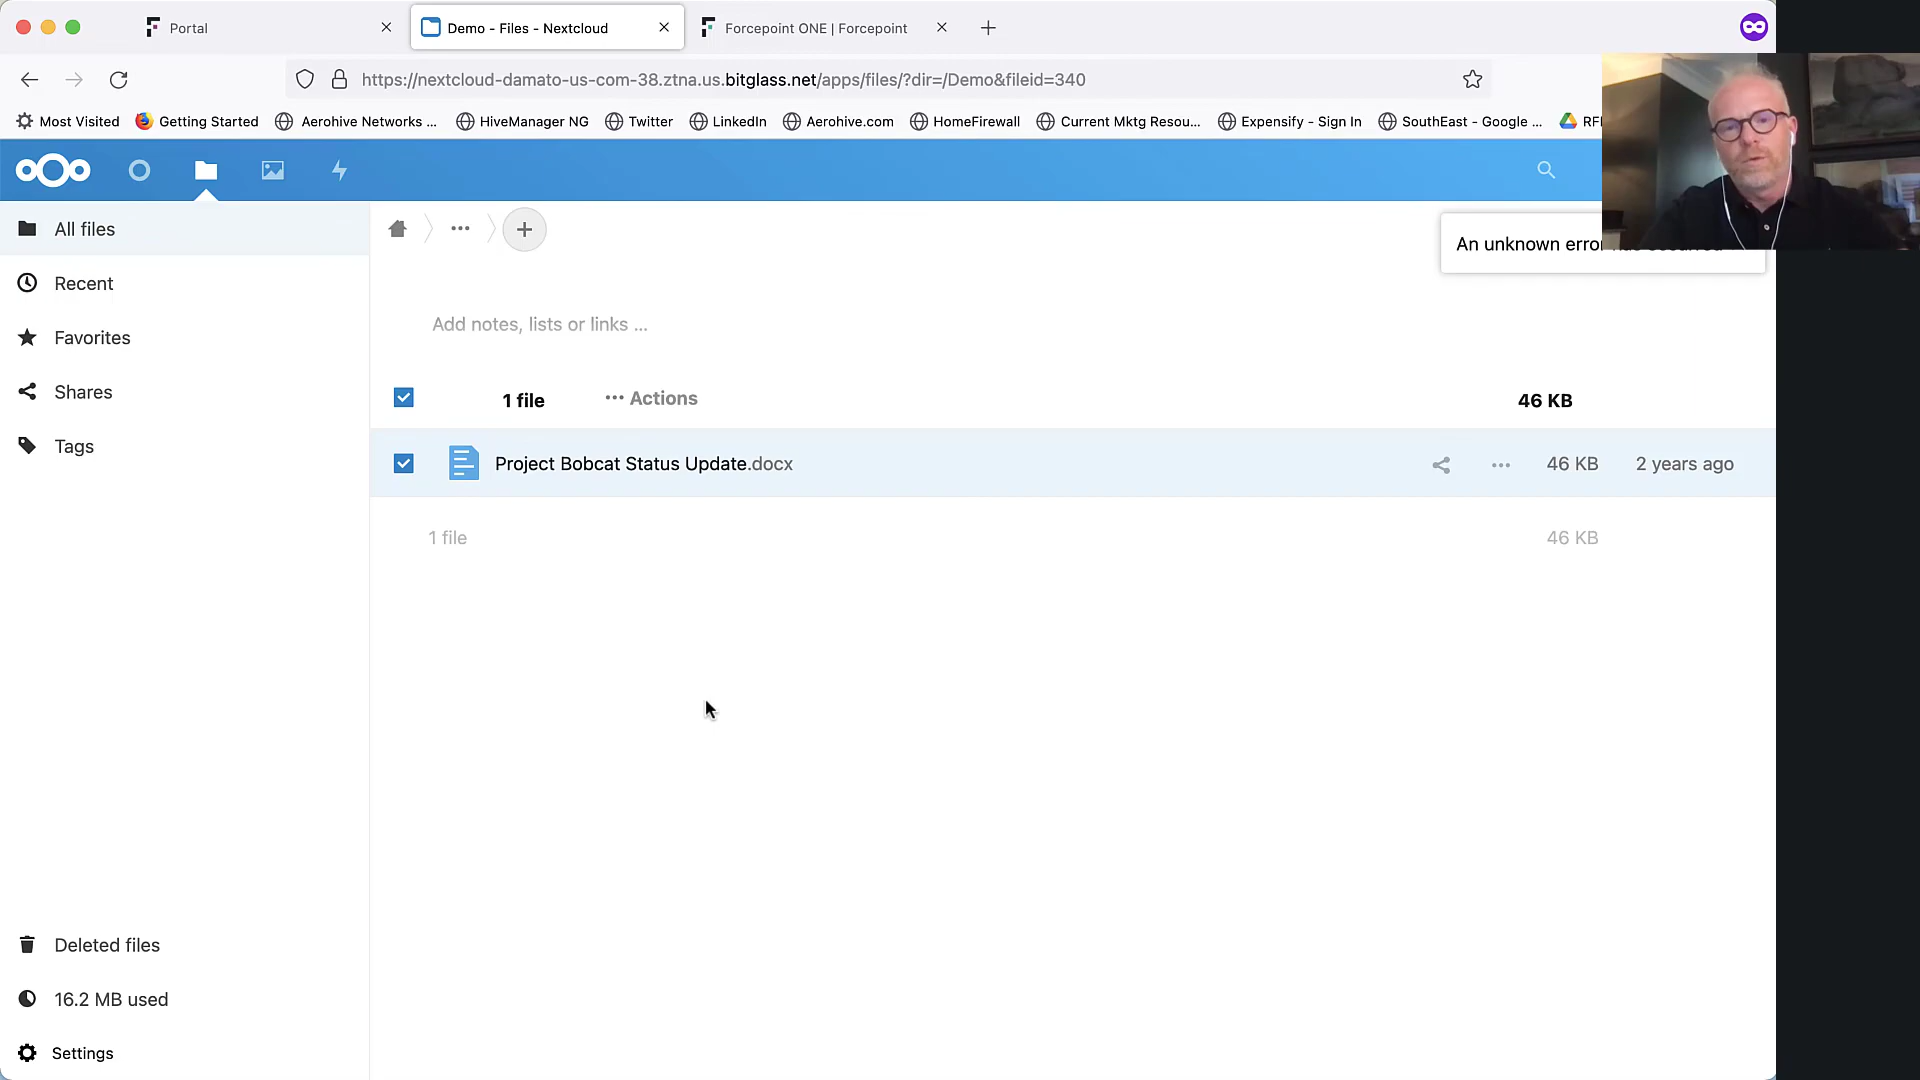 Portal
Demo - Files - Nextcloud
Forcepoint ONE | Forcepoint
https://nextcloud-damato-us-com-38.ztna.us.bitglass.net/apps/files/?dir=/Demo&fileid=340
Most Visited
Getting Started
Aerohive Networks ...
HiveManager NG
Twitter
LinkedIn
Aerohive.com
HomeFirewall
Current Mktg Resou...
Expensify - Sign In
SouthEast - Google ...
All files
Recent
Favorites
Shares
Tags
An unknown
Add notes, lists or links ...
1 file
... Actions
46 KB
Project Bobcat Status Update.docx
46 KB
2 years ago
1 file
46 KB
Deleted files
16.2 MB used
Settings